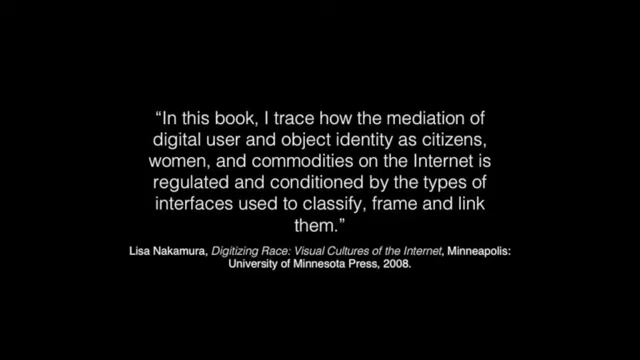 “In this book, I trace how the mediation of
digital user and object identity as citizens,
women, and commodities on the Internet is
regulated and conditioned by the types of
interfaces used to classify, frame and link
them.”
Lisa Nakamura, Digitizing Race: Visual Cultures of the Internet, Minneapolis:
University of Minnesota Press, 2008.